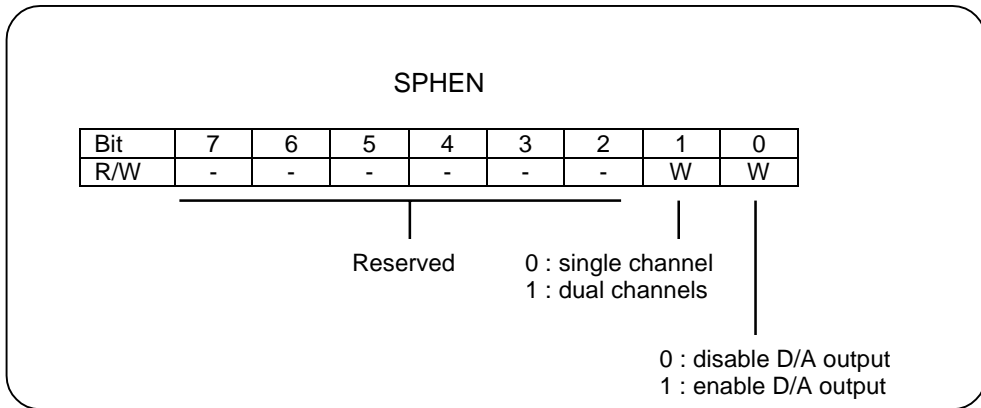 SPHEN
Bit 7 6 5 4 3 2 1 0
R/W - - - - - - W W
Reserved
0 : single channel
1 : dual channels
0 : disable D/A output
1 : enable D/A output